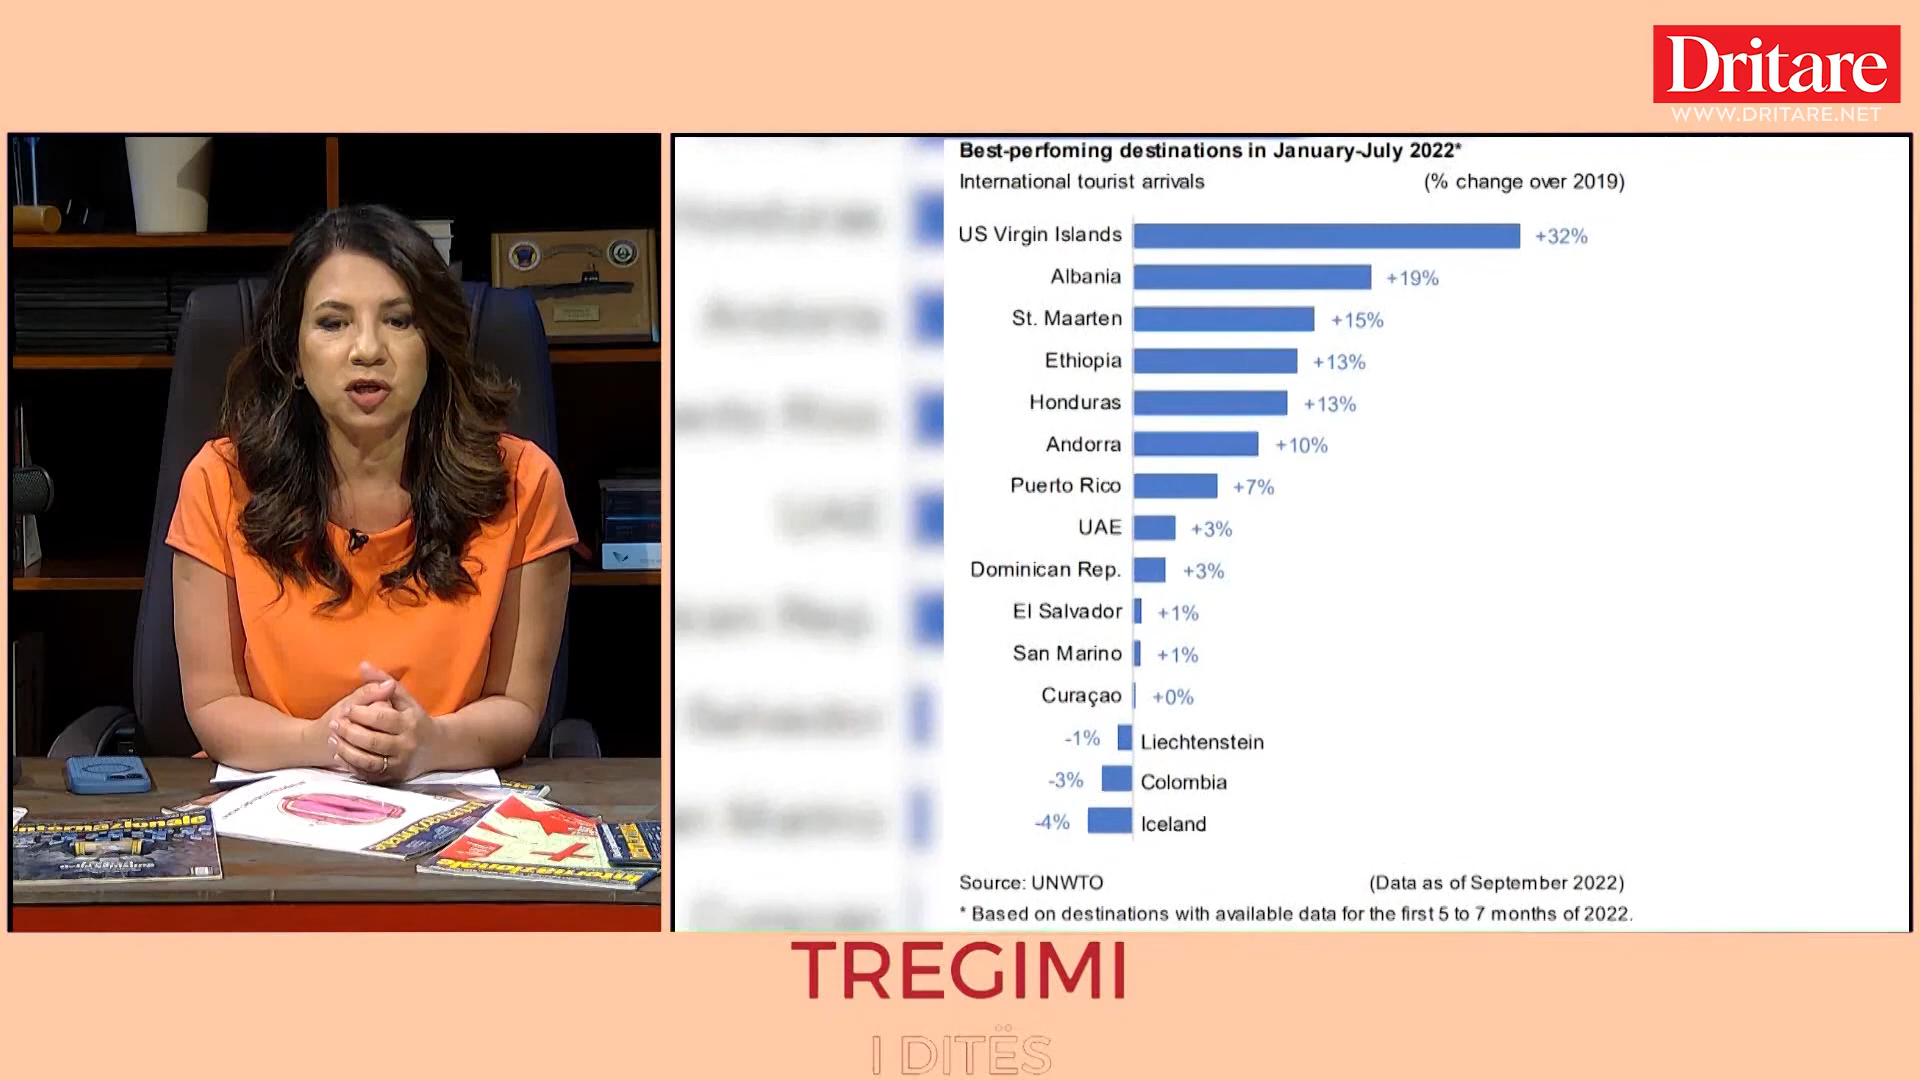 Dritare
WWW.DRITARE.NET
Best-perfoming destinations in January-July 2022*
International tourist arrivals (% change over 2019)
US Virgin Islands +32%
Albania +19%
St. Maarten +15%
Ethiopia +13%
Honduras +13%
Andorra +10%
Puerto Rico +7%
UAE +3%
Dominican Rep. +3%
El Salvador +1%
San Marino +1%
Curaçao +0%
-1% Liechtenstein
-3% Colombia
-4% Iceland
Source: UNWTO (Data as of September 2022)
* Based on destinations with available data for the first 5 to 7 months of 2022.
Internazionale
Internazionale
TREGIMI
I DITËS